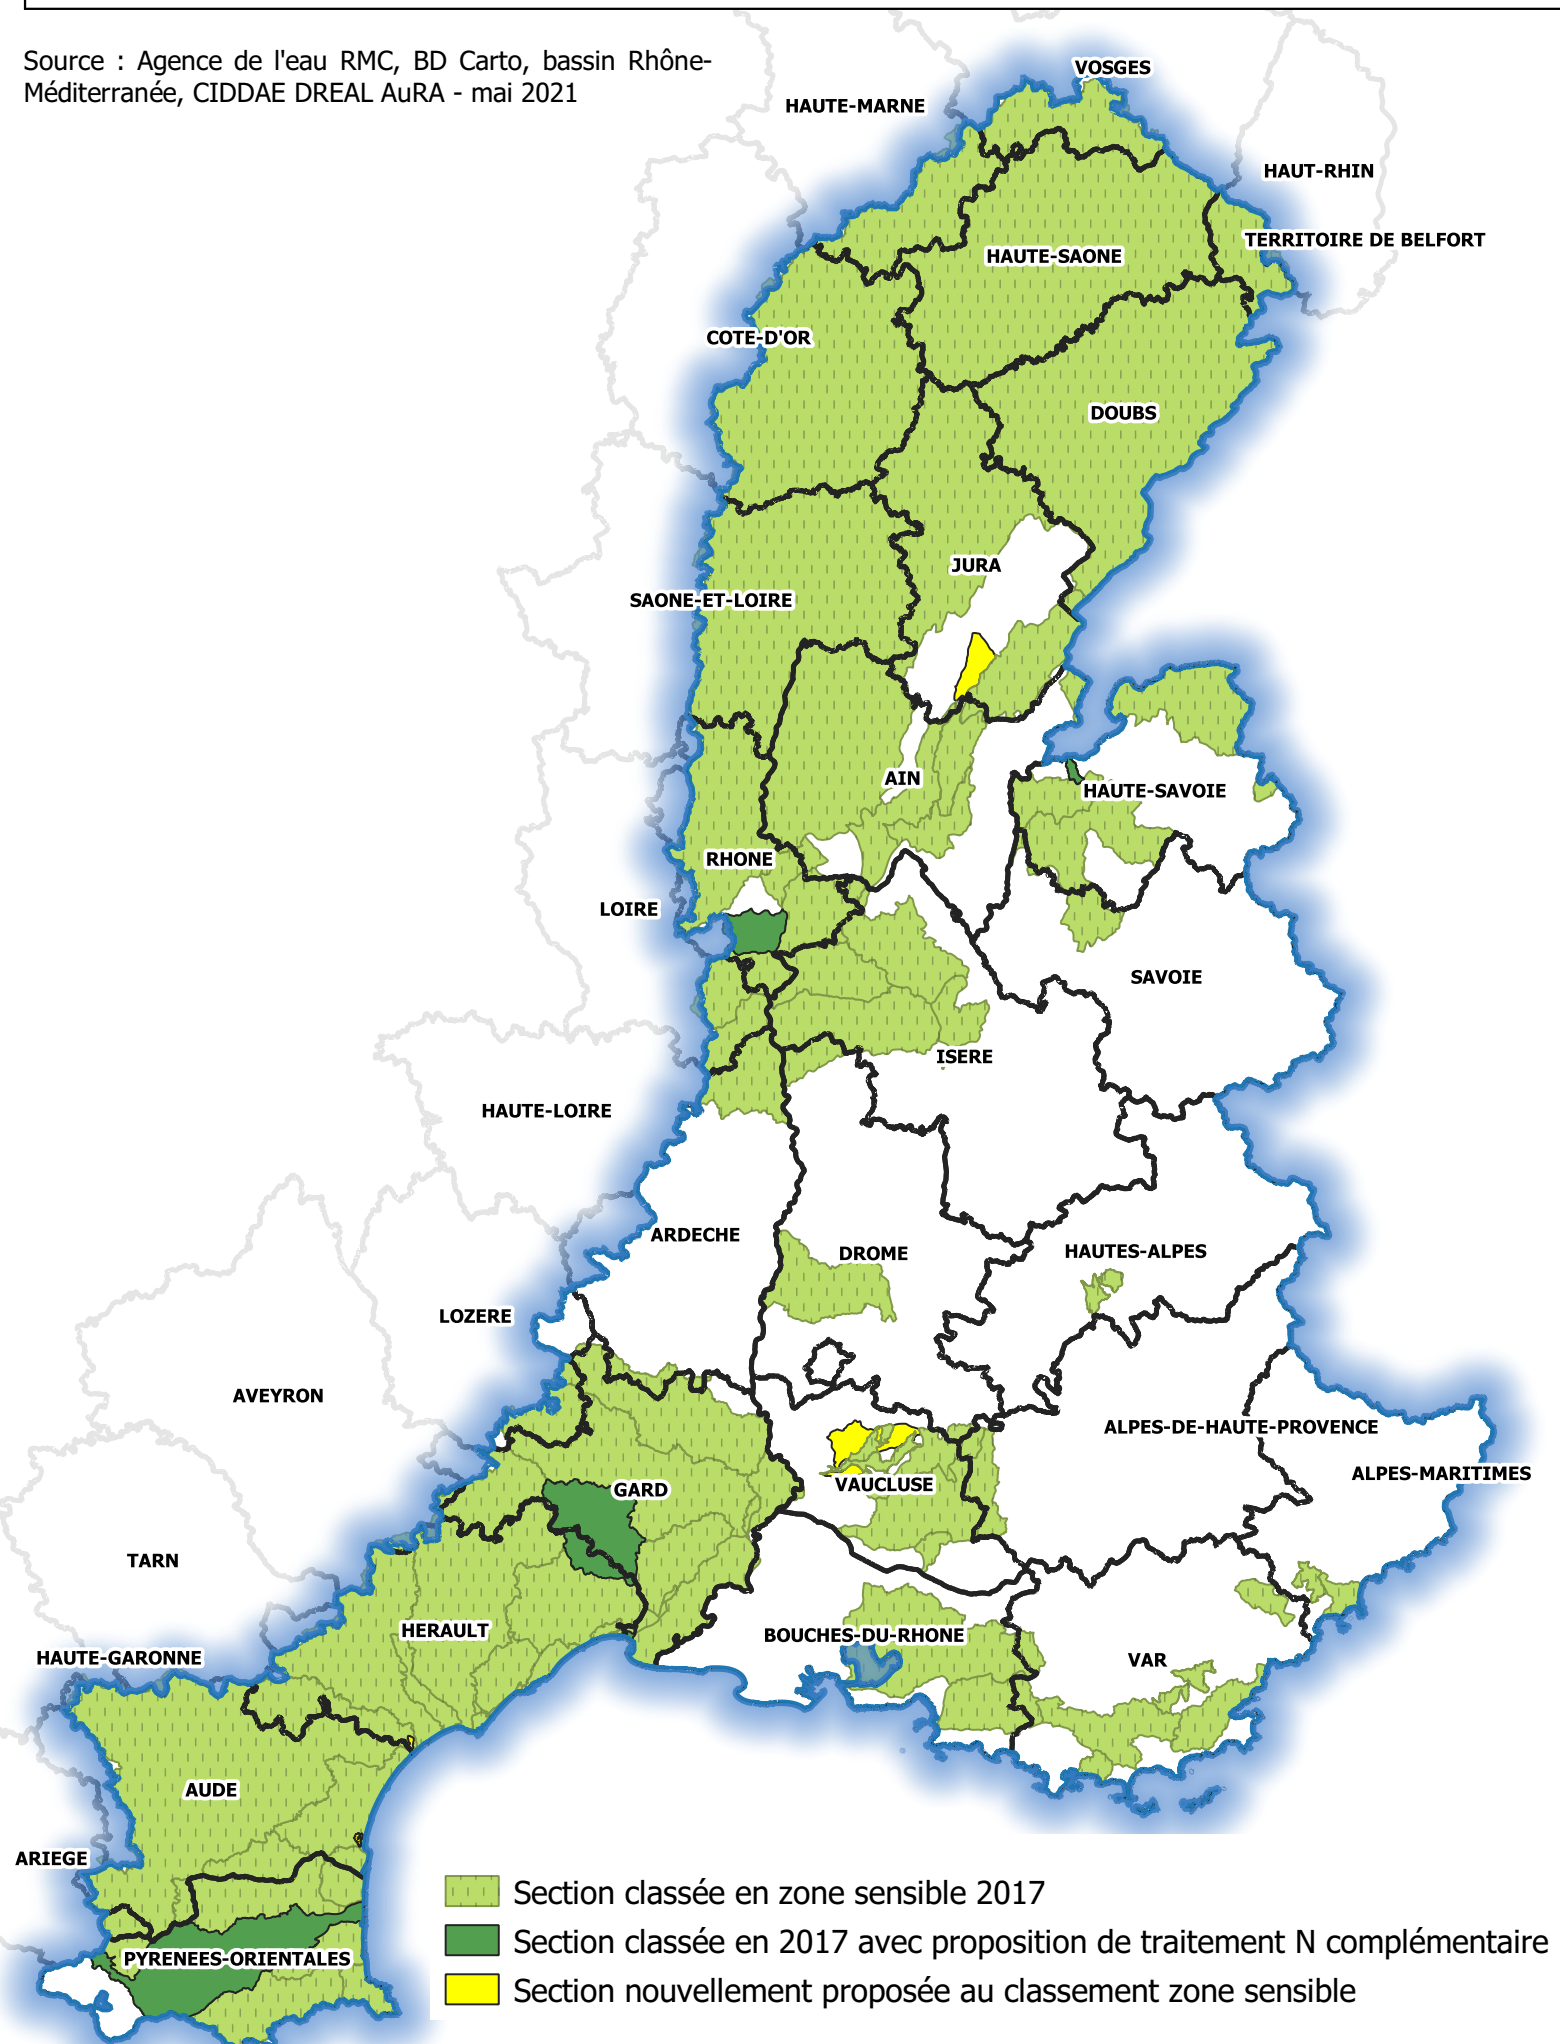 Source : Agence de l'eau RMC, BD Carto, bassin Rhône-
Méditerranée, CIDDAE DREAL AuRA - mai 2021
VOSGES
HAUTE-MARNE
HAUT-RHIN
TERRITOIRE DE BELFORT
HAUTE-SAONE
COTE-D'OR
DOUBS
JURA
SAONE-ET-LOIRE
AIN
HAUTE-SAVOIE
RHONE
LOIRE
SAVOIE
ISERE
HAUTE-LOIRE
ARDECHE
DROME
HAUTES-ALPES
LOZERE
AVEYRON
ALPES-DE-HAUTE-PROVENCE
ALPES-MARITIMES
VAUCLUSE
GARD
TARN
HERAULT
BOUCHES-DU-RHONE
HAUTE-GARONNE
VAR
AUDE
ARIEGE
PYRENEES-ORIENTALES
Section classée en zone sensible 2017
Section classée en 2017 avec proposition de traitement N complémentaire
Section nouvellement proposée au classement zone sensible